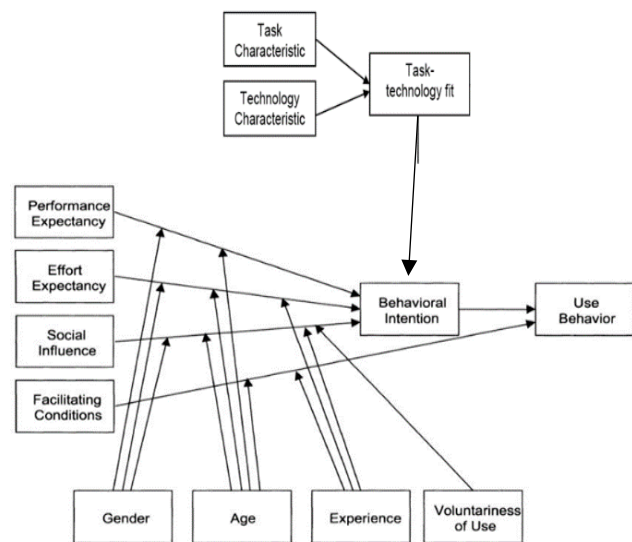 Task
Characteristic
Task-
technology fit
Technology
Characteristic
Performance
Expectancy
Effort
Expectancy
Social
Influence
Facilitating
Conditions
Behavioral
Intention
Use
Behavior
Gender
Age
Experience
Voluntariness
of Use